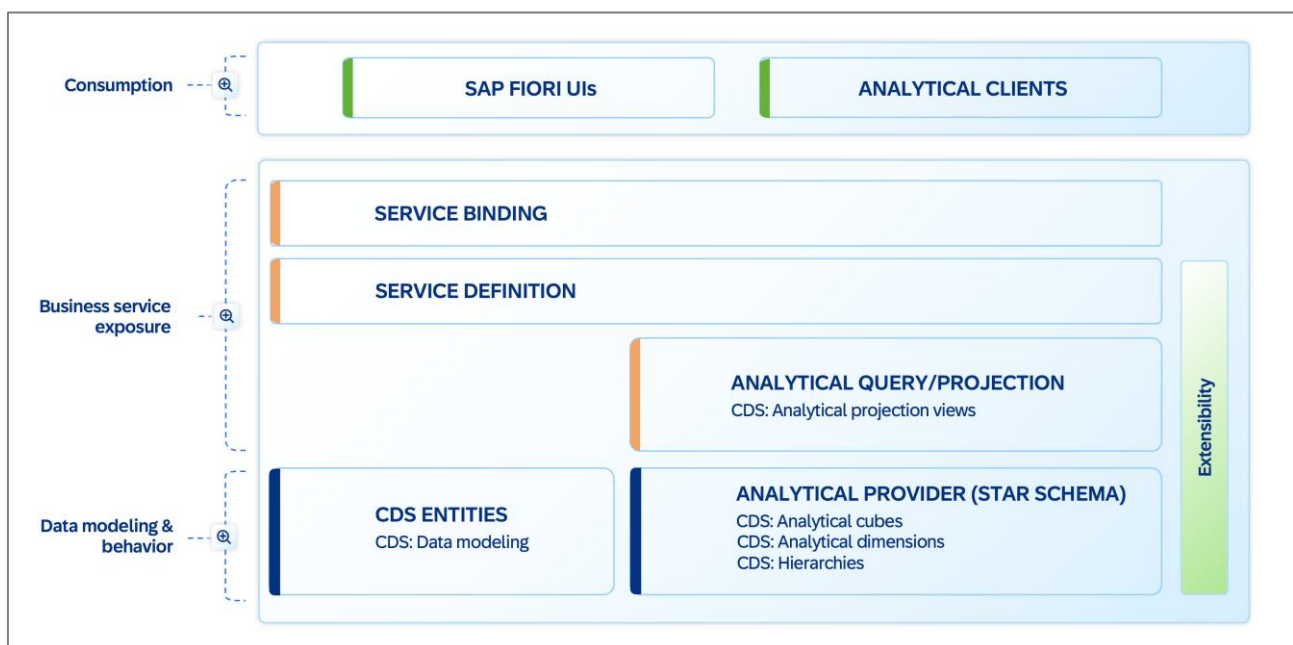 Consumption
SAP FIORI UIs
ANALYTICAL CLIENTS
Business service
exposure
SERVICE BINDING
SERVICE DEFINITION
ANALYTICAL QUERY/PROJECTION
CDS: Analytical projection views
Data modeling &
behavior
CDS ENTITIES
CDS: Data modeling
ANALYTICAL PROVIDER (STAR SCHEMA)
CDS: Analytical cubes
CDS: Analytical dimensions
CDS: Hierarchies
Extensibility